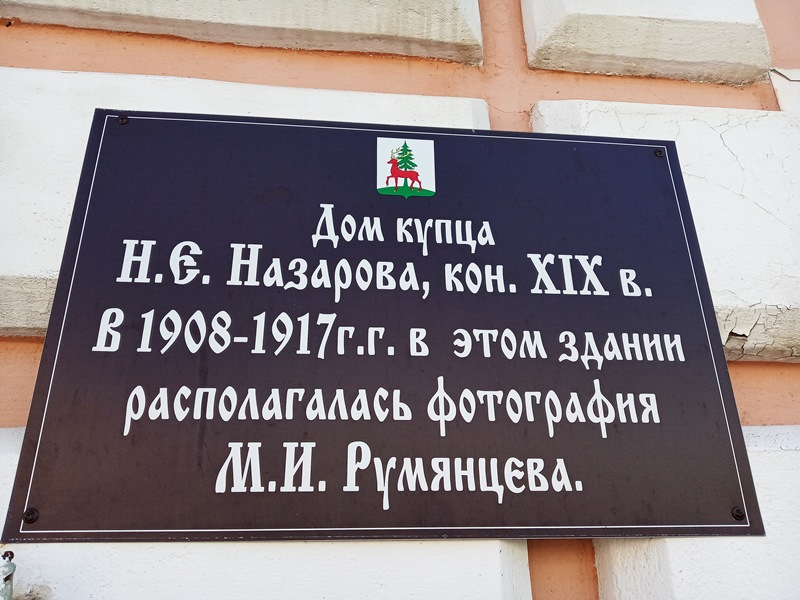 Дом купца
Н.Е. Назарова, кон. XIX в.
В 1908-1917г.г. в этом здании
располагалась фотография
М.И. Румянцева.